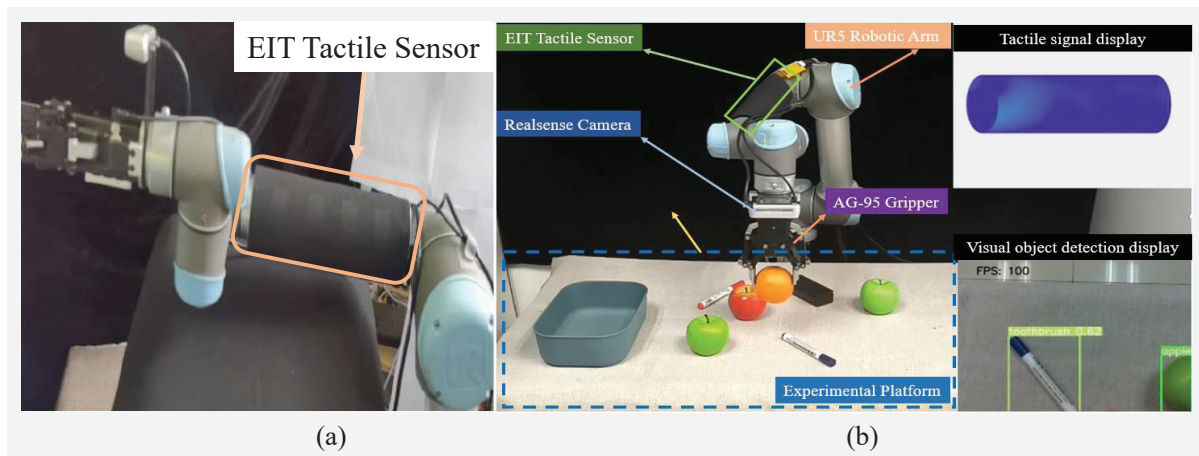 EIT Tactile Sensor
EIT Tactile Sensor
UR5 Robotic Arm
Realsense Camera
AG-95 Gripper
Experimental Platform
Tactile signal display
Visual object detection display
FPS: 100
toothbrush 0.62
apple
(a)
(b)